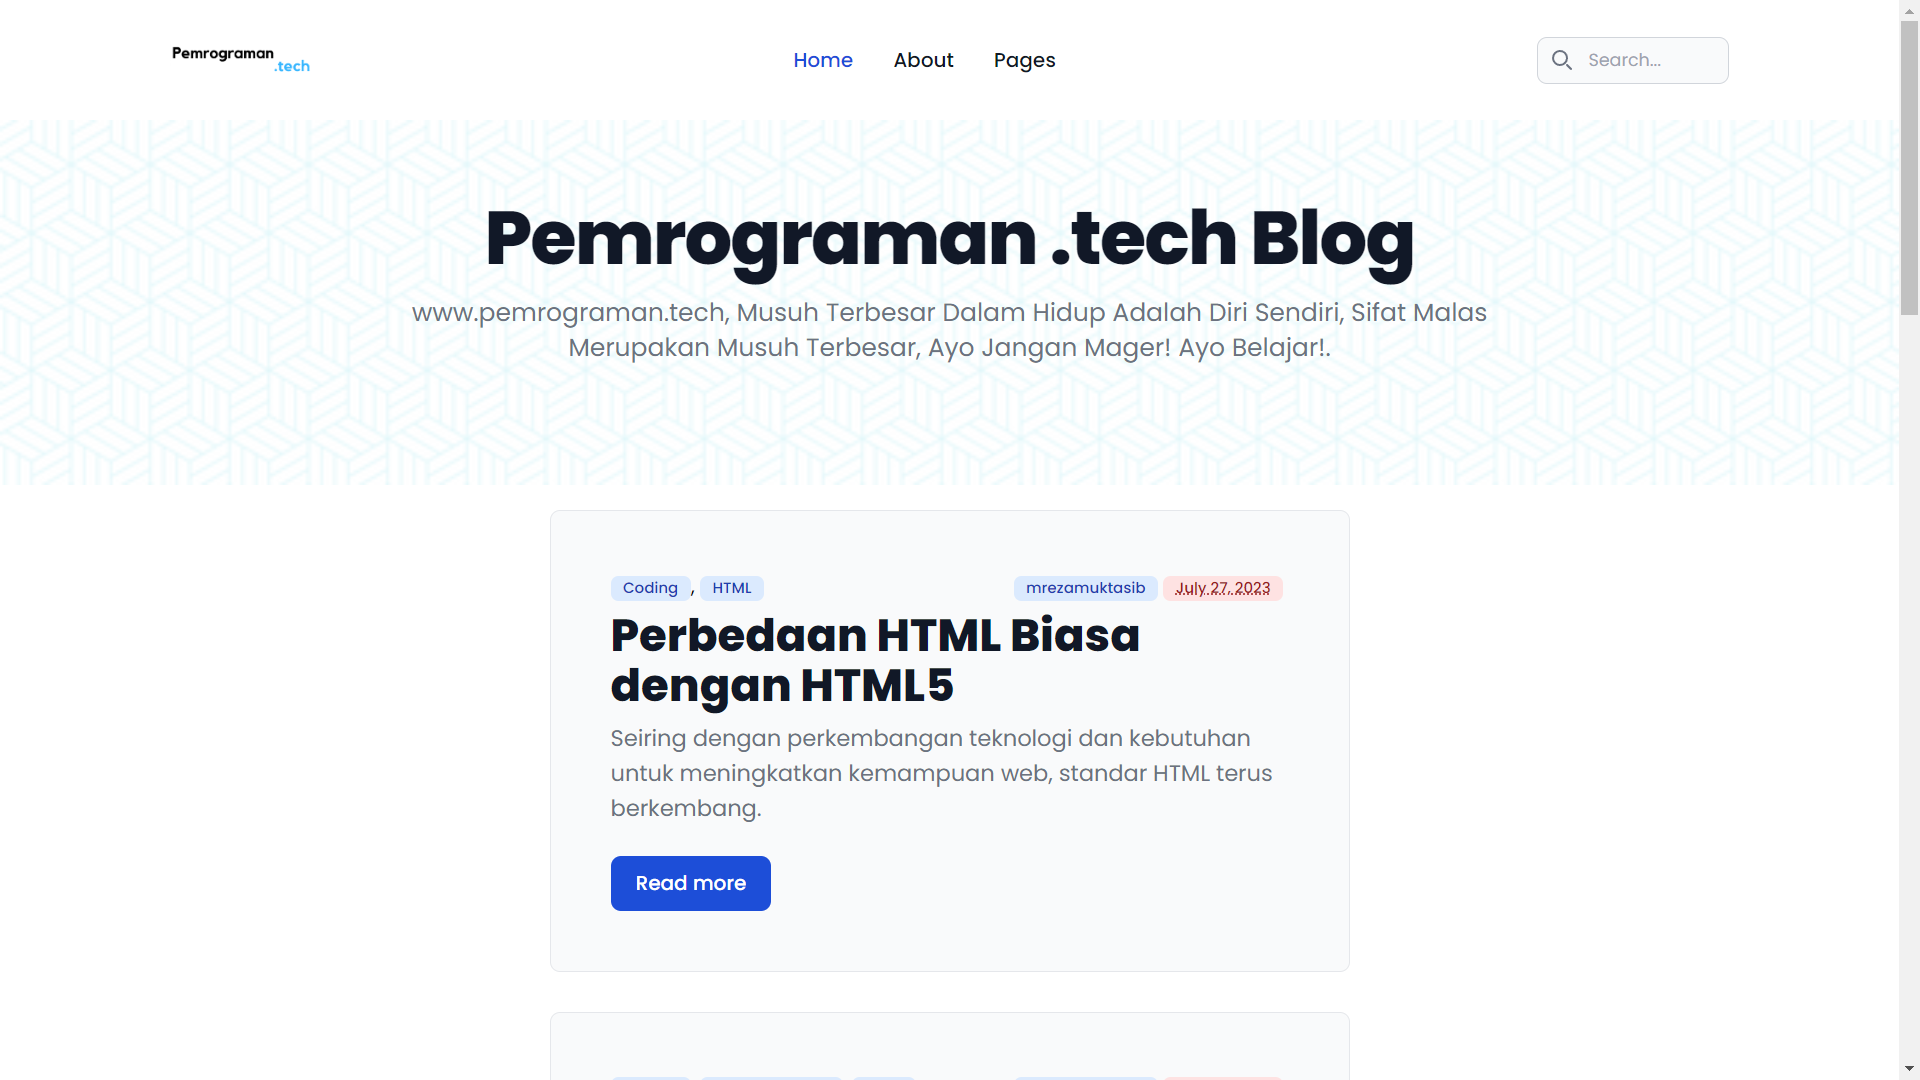 Pemrograman
.tech
Home About Pages
Search...
Pemrograman .tech Blog
www.pemrograman.tech, Musuh Terbesar Dalam Hidup Adalah Diri Sendiri, Sifat Malas
Merupakan Musuh Terbesar, Ayo Jangan Mager! Ayo Belajar!.
Coding, HTML mrezamuktasib July 27, 2023
Perbedaan HTML Biasa
dengan HTML5
Seiring dengan perkembangan teknologi dan kebutuhan
untuk meningkatkan kemampuan web, standar HTML terus
berkembang.
Read more